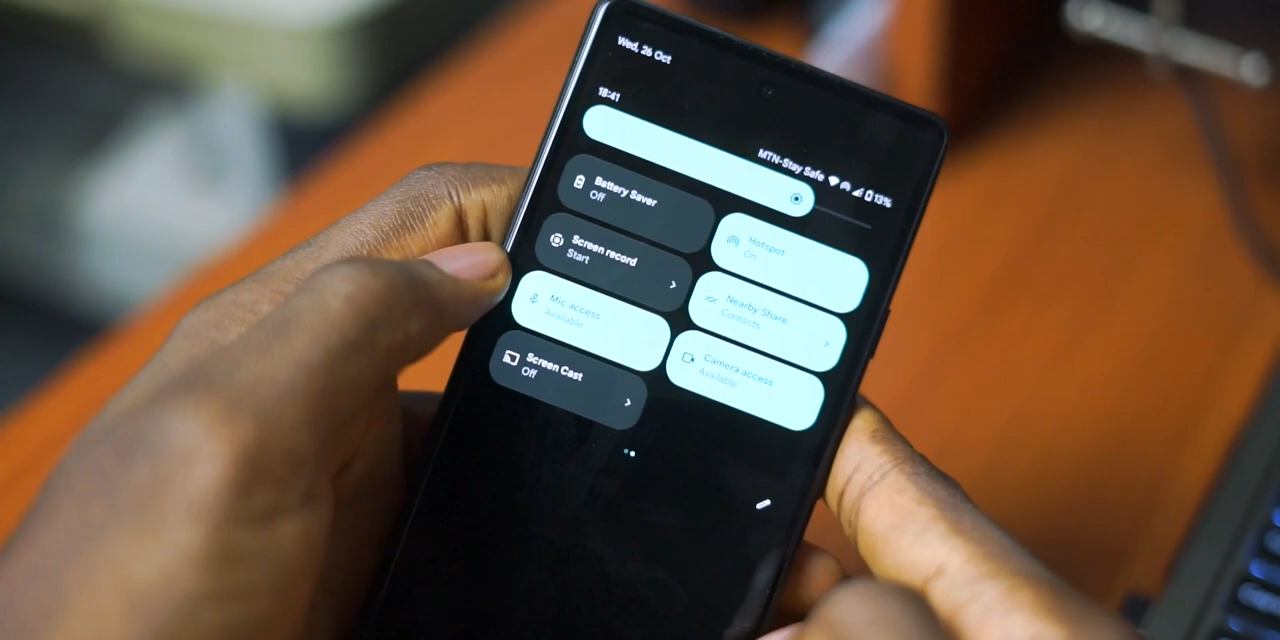 Wed, 26 Oct
18:41
MTN-Stay Safe 13%
Battery Saver
Off
Hotspot
On
Screen record
Start
Nearby Share
Contacts
Mic access
Available
Camera access
Available
Screen Cast
Off